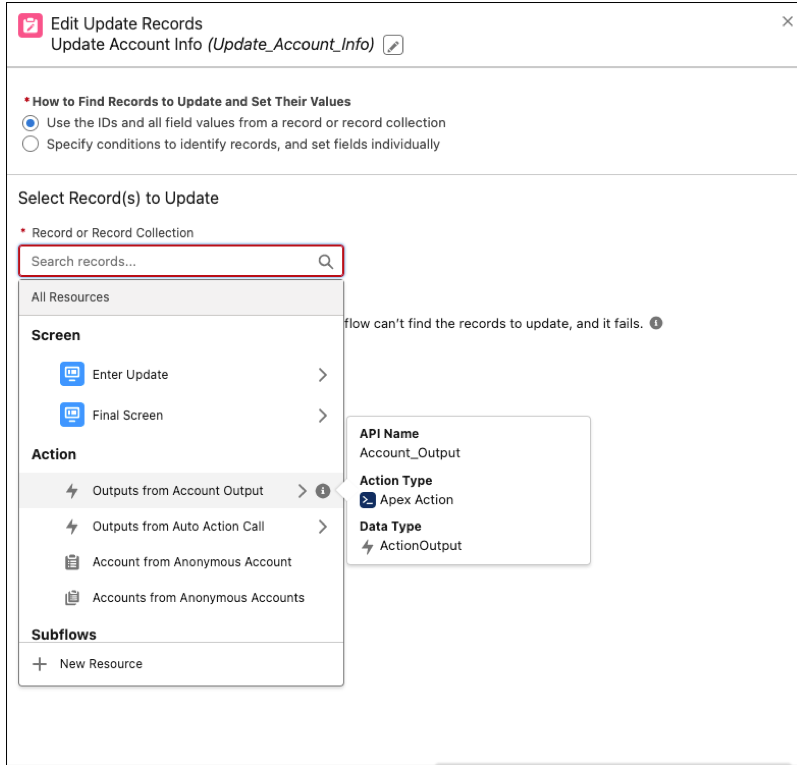 Edit Update Records
Update Account Info (Update_Account_Info)
* How to Find Records to Update and Set Their Values
Use the IDs and all field values from a record or record collection
Specify conditions to identify records, and set fields individually
Select Record(s) to Update
* Record or Record Collection
Search records...
All Resources
flow can't find the records to update, and it fails.
Screen
Enter Update
Final Screen
Action
Outputs from Account Output
Outputs from Auto Action Call
Account from Anonymous Account
Accounts from Anonymous Accounts
Subflows
New Resource
API Name
Account_Output
Action Type
Apex Action
Data Type
ActionOutput